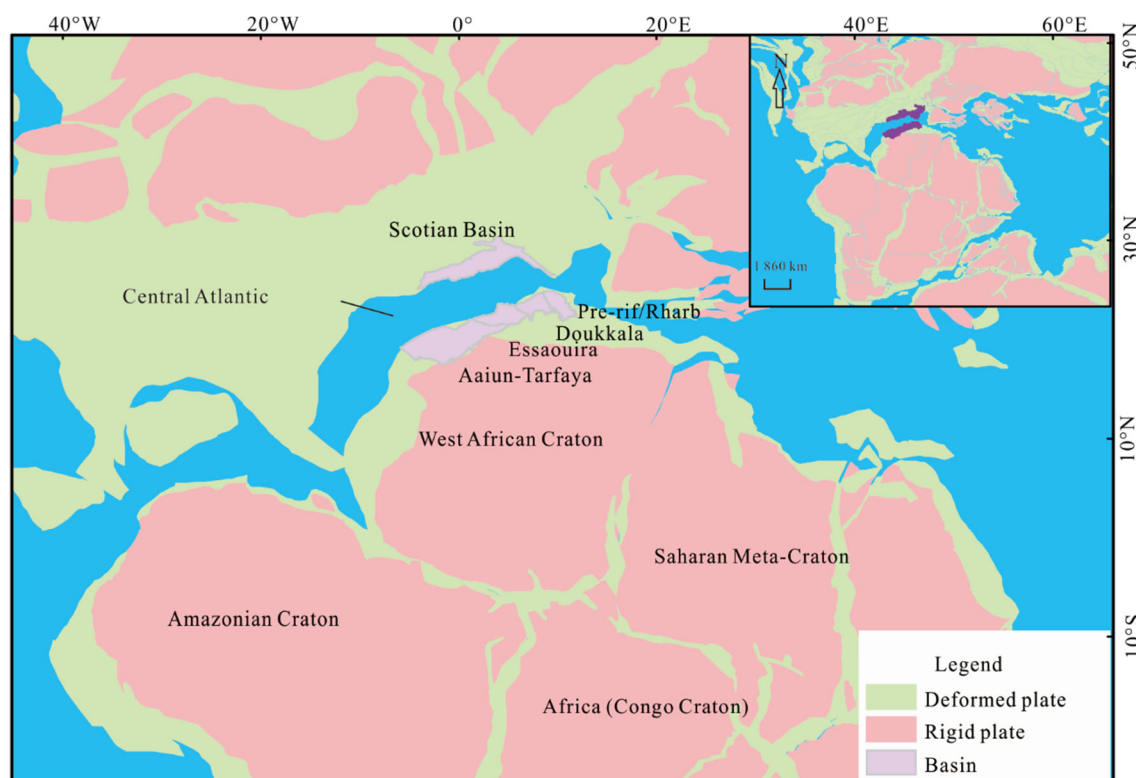 40°W 20°W 0° 20°E 40°E 60°E
50°N
N
30°N
Scotian Basin
1 860 km
Central Atlantic
Pre-rif/Rharb
Doukkala
Essaouira
Aaiun-Tarfaya
West African Craton
10°N
Saharan Meta-Craton
Amazonian Craton
10°S
Legend
Deformed plate
Africa (Congo Craton)
Rigid plate
Basin